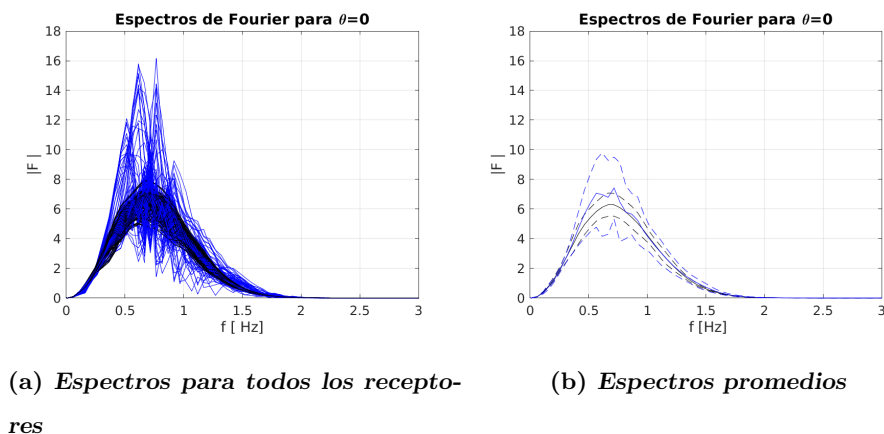 Espectros de Fourier para θ=0
18
16
14
12
10
8
6
4
2
0
|F |
0 0.5 1 1.5 2 2.5 3
f [ Hz]
Espectros de Fourier para θ=0
18
16
14
12
10
8
6
4
2
0
|F |
0 0.5 1 1.5 2 2.5 3
f [Hz]
(a) Espectros para todos los recepto-
res
(b) Espectros promedios